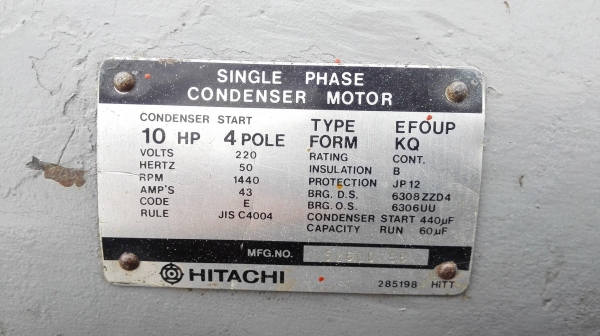 SINGLE PHASE
CONDENSER MOTOR
CONDENSER START
10 HP 4 POLE
VOLTS 220
HERTZ 50
RPM 1440
AMP'S 43
CODE E
RULE JIS C4004
TYPE EFOUP
FORM KQ
RATING CONT.
INSULATION B
PROTECTION JP12
BRG. D.S. 6308ZZD4
BRG. O.S. 6306UU
CONDENSER START 440µF
CAPACITY RUN 60µF
MFG.NO.
HITACHI
285198 HITT